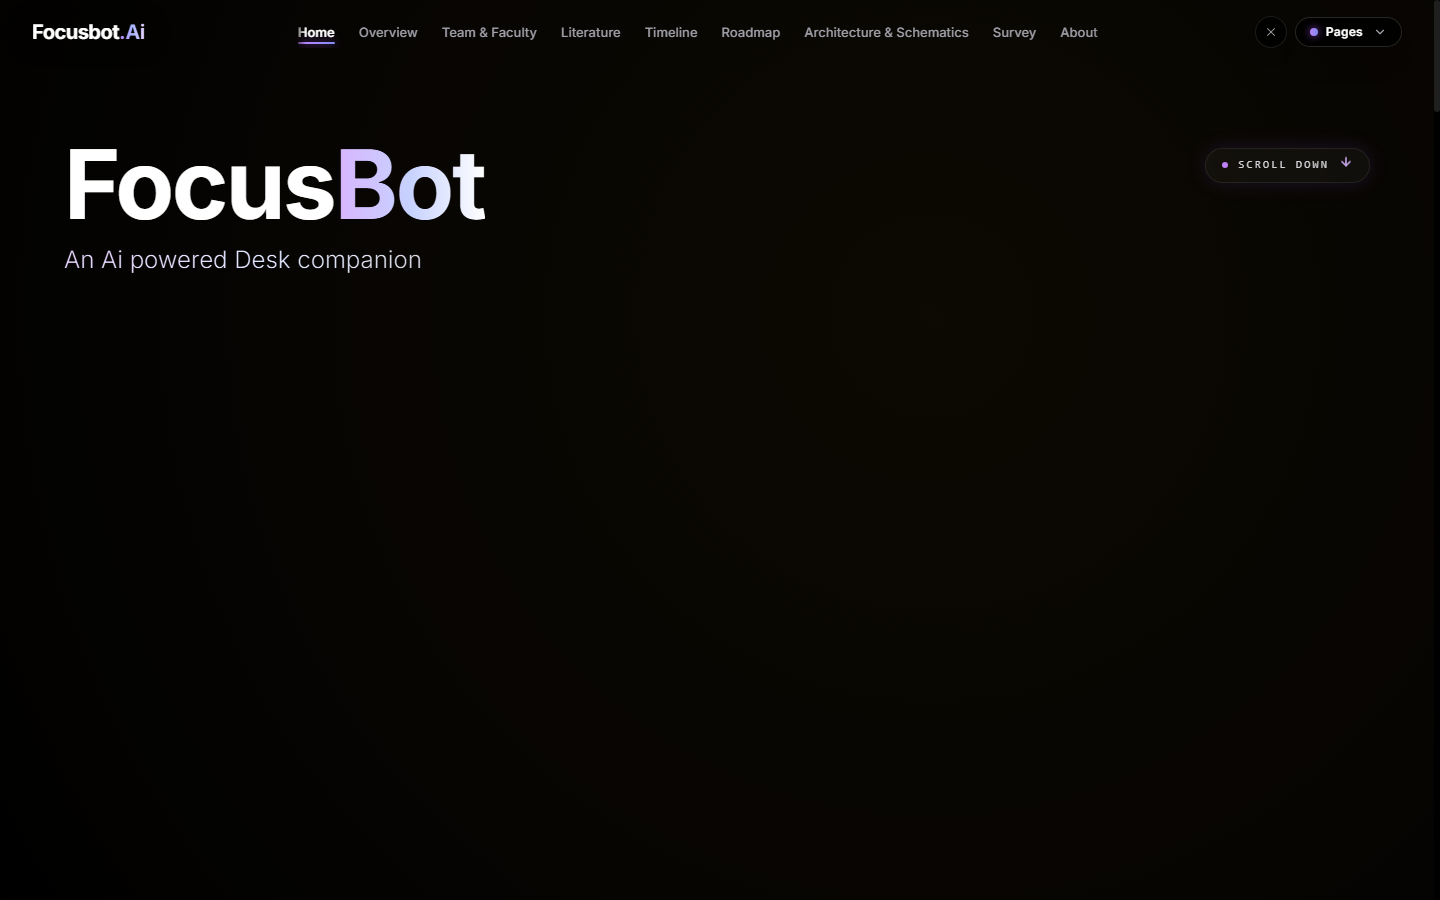 Focusbot.Ai
Home Overview Team & Faculty Literature Timeline Roadmap Architecture & Schematics Survey About
Pages
FocusBot
SCROLL DOWN
An Ai powered Desk companion